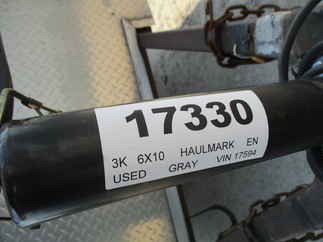 17330
3K 6X10 HAULMARK EN
USED GRAY VIN 17594